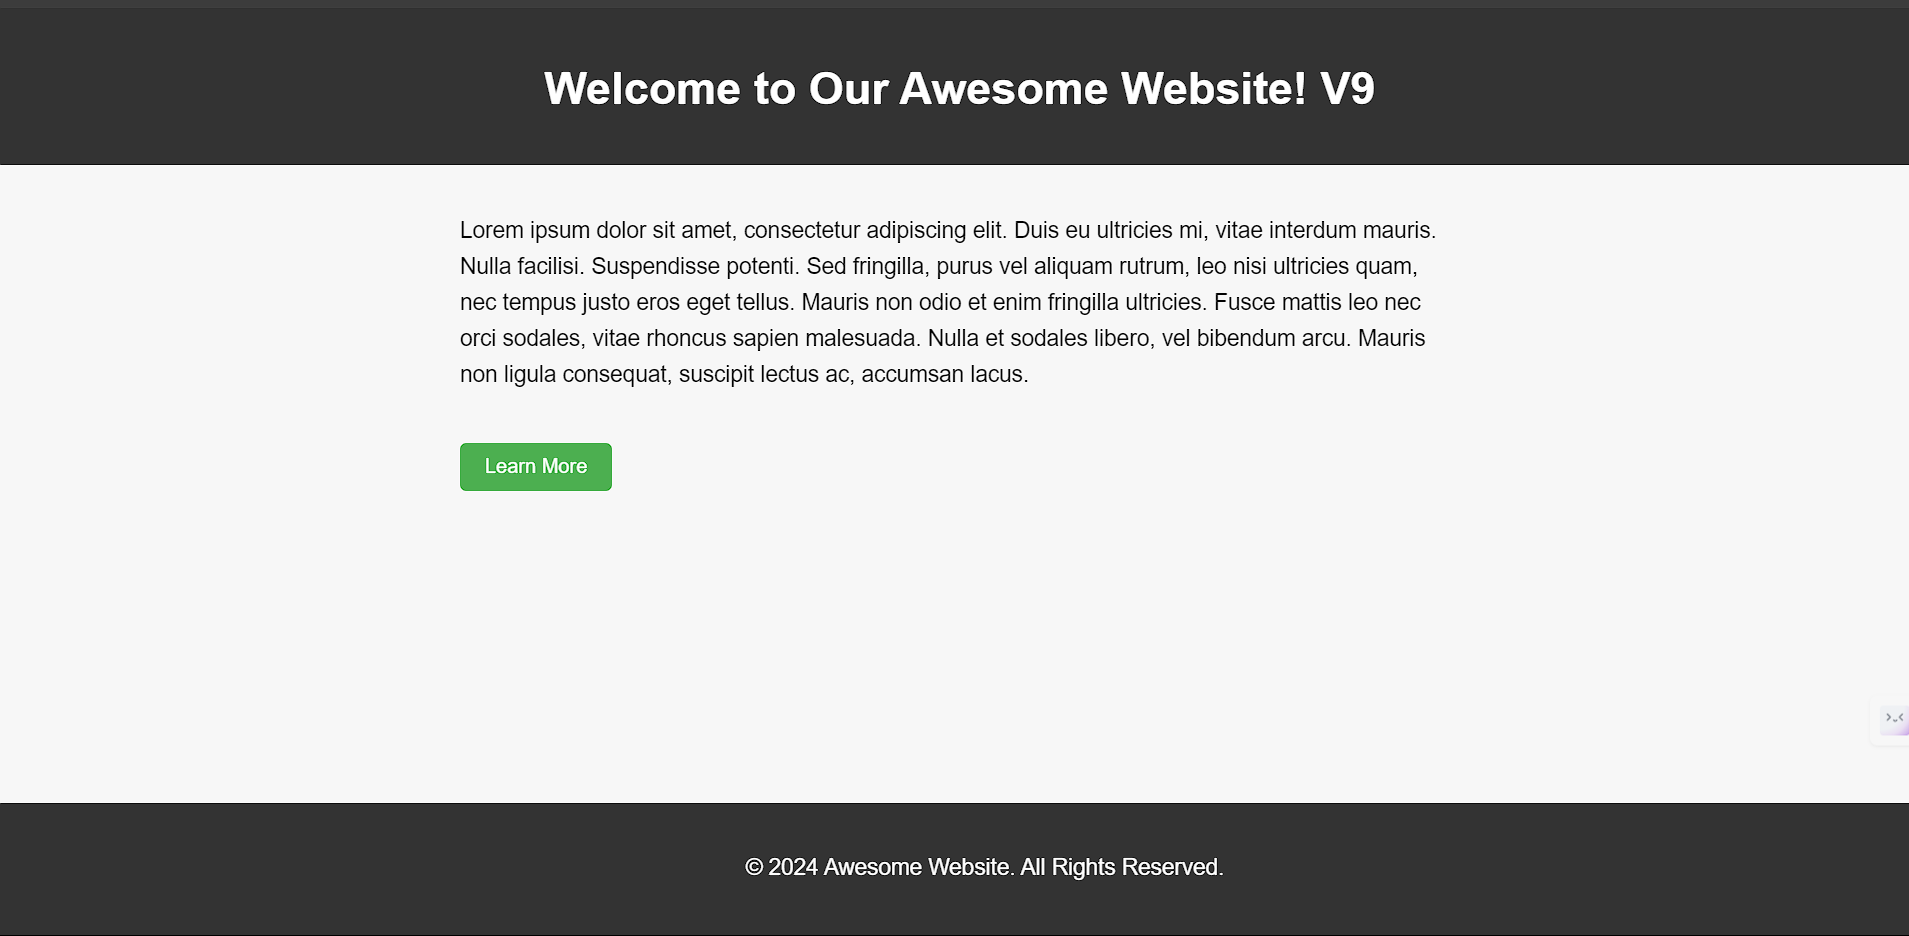 Welcome to Our Awesome Website! V9
Lorem ipsum dolor sit amet, consectetur adipiscing elit. Duis eu ultricies mi, vitae interdum mauris.
Nulla facilisi. Suspendisse potenti. Sed fringilla, purus vel aliquam rutrum, leo nisi ultricies quam,
nec tempus justo eros eget tellus. Mauris non odio et enim fringilla ultricies. Fusce mattis leo nec
orci sodales, vitae rhoncus sapien malesuada. Nulla et sodales libero, vel bibendum arcu. Mauris
non ligula consequat, suscipit lectus ac, accumsan lacus.
Learn More
© 2024 Awesome Website. All Rights Reserved.